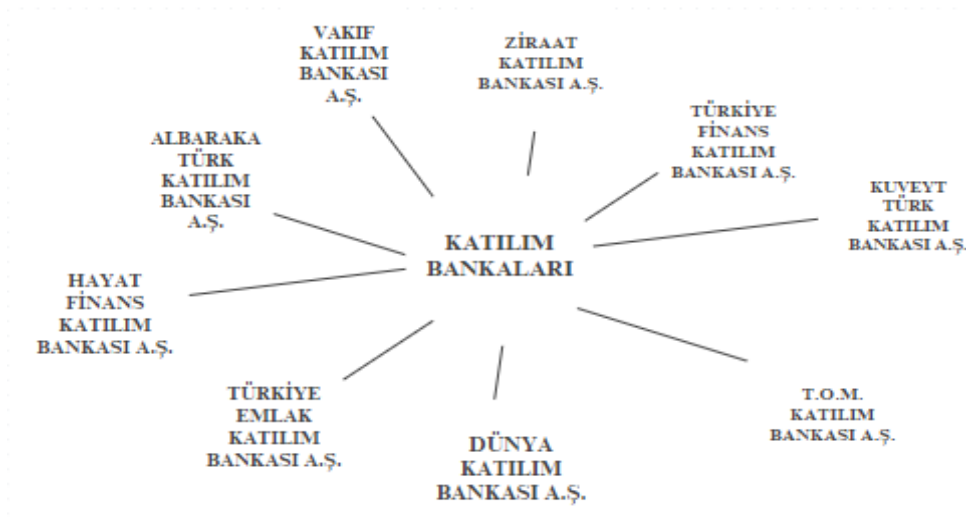 VAKIF
KATILIM
BANKASI
A.Ş.
ZİRAAT
KATILIM
BANKASI A.Ş.
TÜRKİYE
FİNANS
KATILIM
BANKASI A.Ş.
ALBARAKA
TÜRK
KATILIM
BANKASI
A.Ş.
KUVEYT
TÜRK
KATILIM
BANKASI A.Ş.
KATILIM
BANKALARI
HAYAT
FİNANS
KATILIM
BANKASI A.Ş.
TÜRKİYE
EMLAK
KATILIM
BANKASI A.Ş.
DÜNYA
KATILIM
BANKASI A.Ş.
T.O.M.
KATILIM
BANKASI A.Ş.